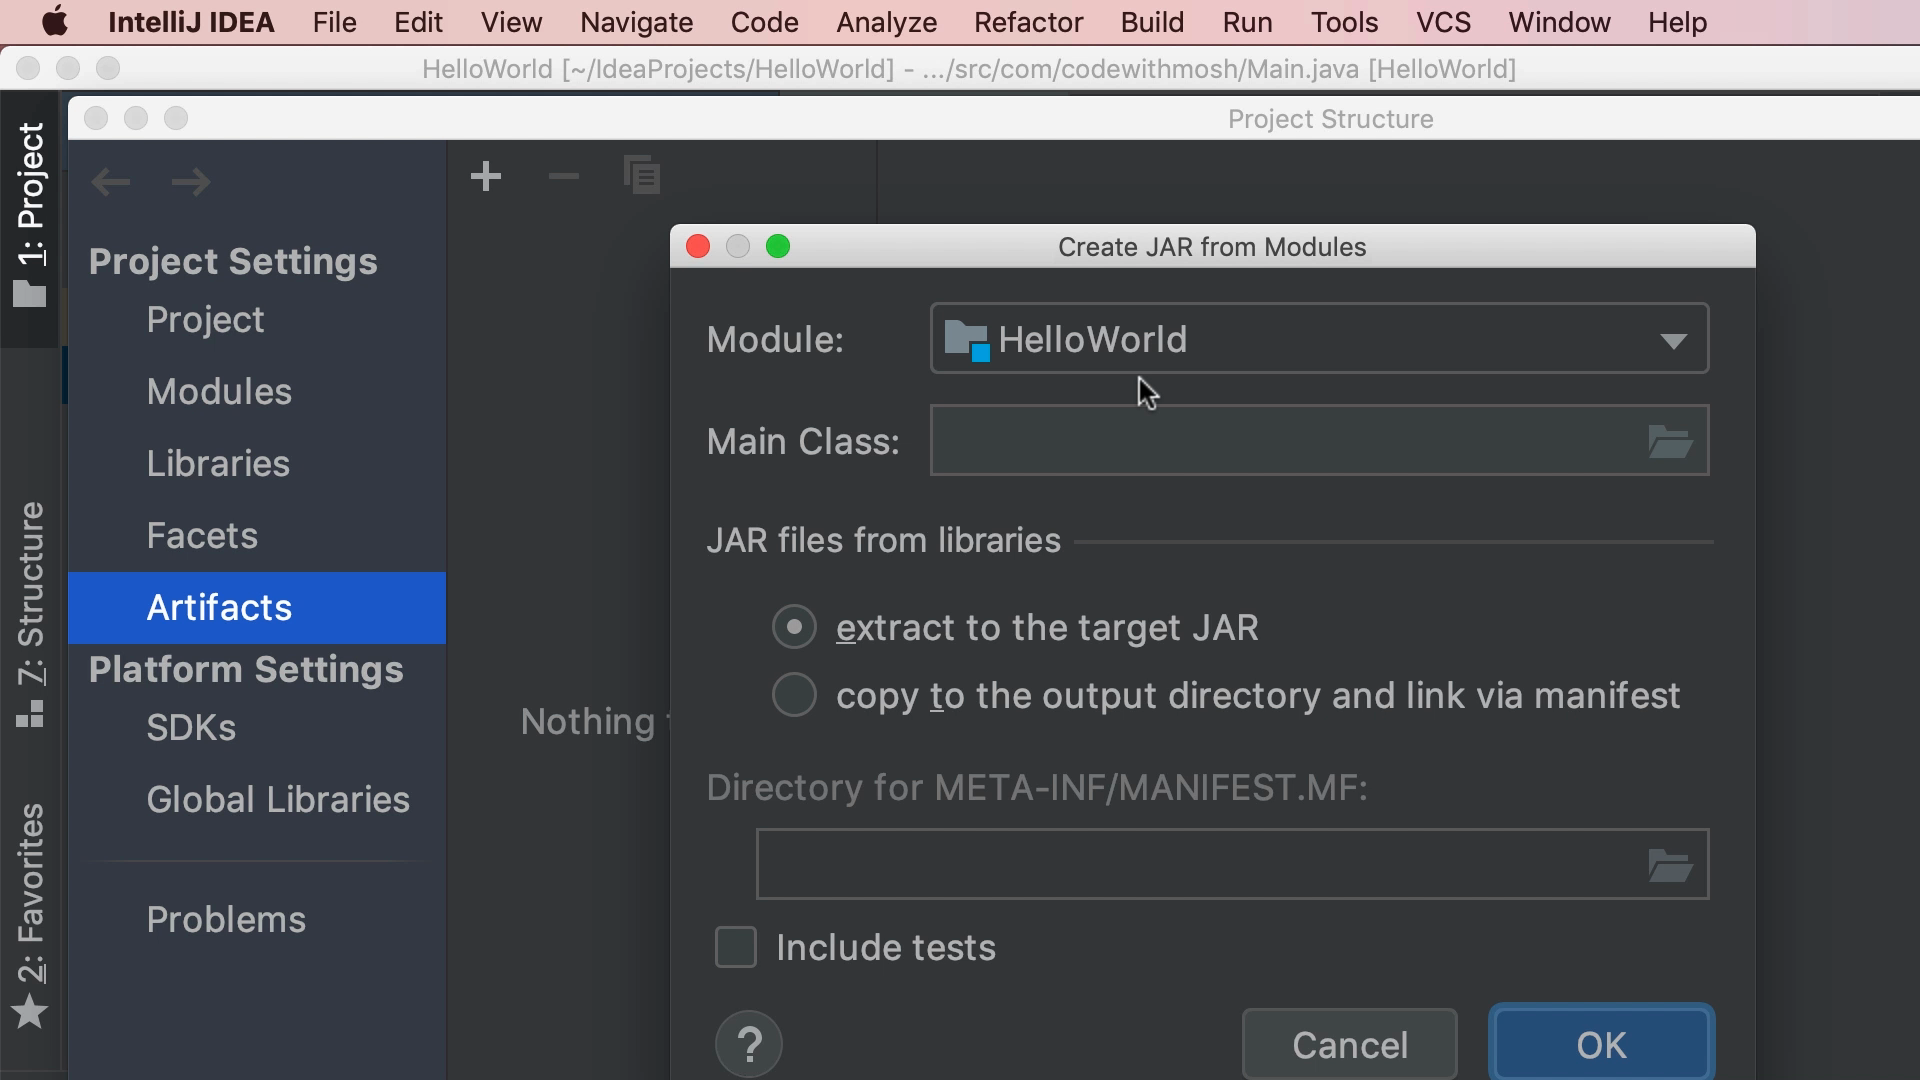 IntelliJ IDEA File Edit View Navigate Code Analyze Refactor Build Run Tools VCS Window Help
HelloWorld [~/IdeaProjects/HelloWorld] - .../src/com/codewithmosh/Main.java [HelloWorld]
Project Structure
1: Project
7: Structure
2: Favorites
Project Settings
Project
Modules
Libraries
Facets
Artifacts
Platform Settings
SDKs
Global Libraries
Problems
Nothing
Create JAR from Modules
Module: HelloWorld
Main Class:
JAR files from libraries
extract to the target JAR
copy to the output directory and link via manifest
Directory for META-INF/MANIFEST.MF:
Include tests
? Cancel OK